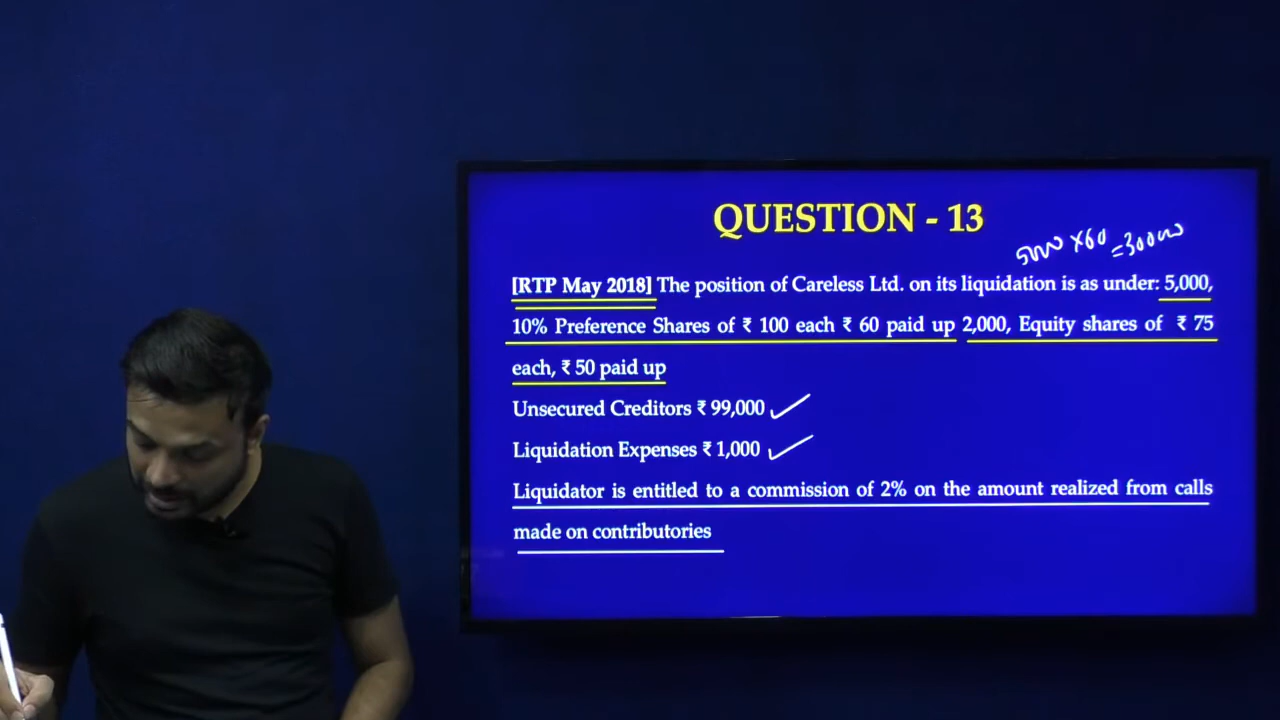 QUESTION - 13
5000 ×60 =300000
[RTP May 2018] The position of Careless Ltd. on its liquidation is as under: 5,000,
10% Preference Shares of ₹ 100 each ₹ 60 paid up 2,000, Equity shares of ₹ 75
each, ₹ 50 paid up
Unsecured Creditors ₹ 99,000
Liquidation Expenses ₹ 1,000
Liquidator is entitled to a commission of 2% on the amount realized from calls
made on contributories